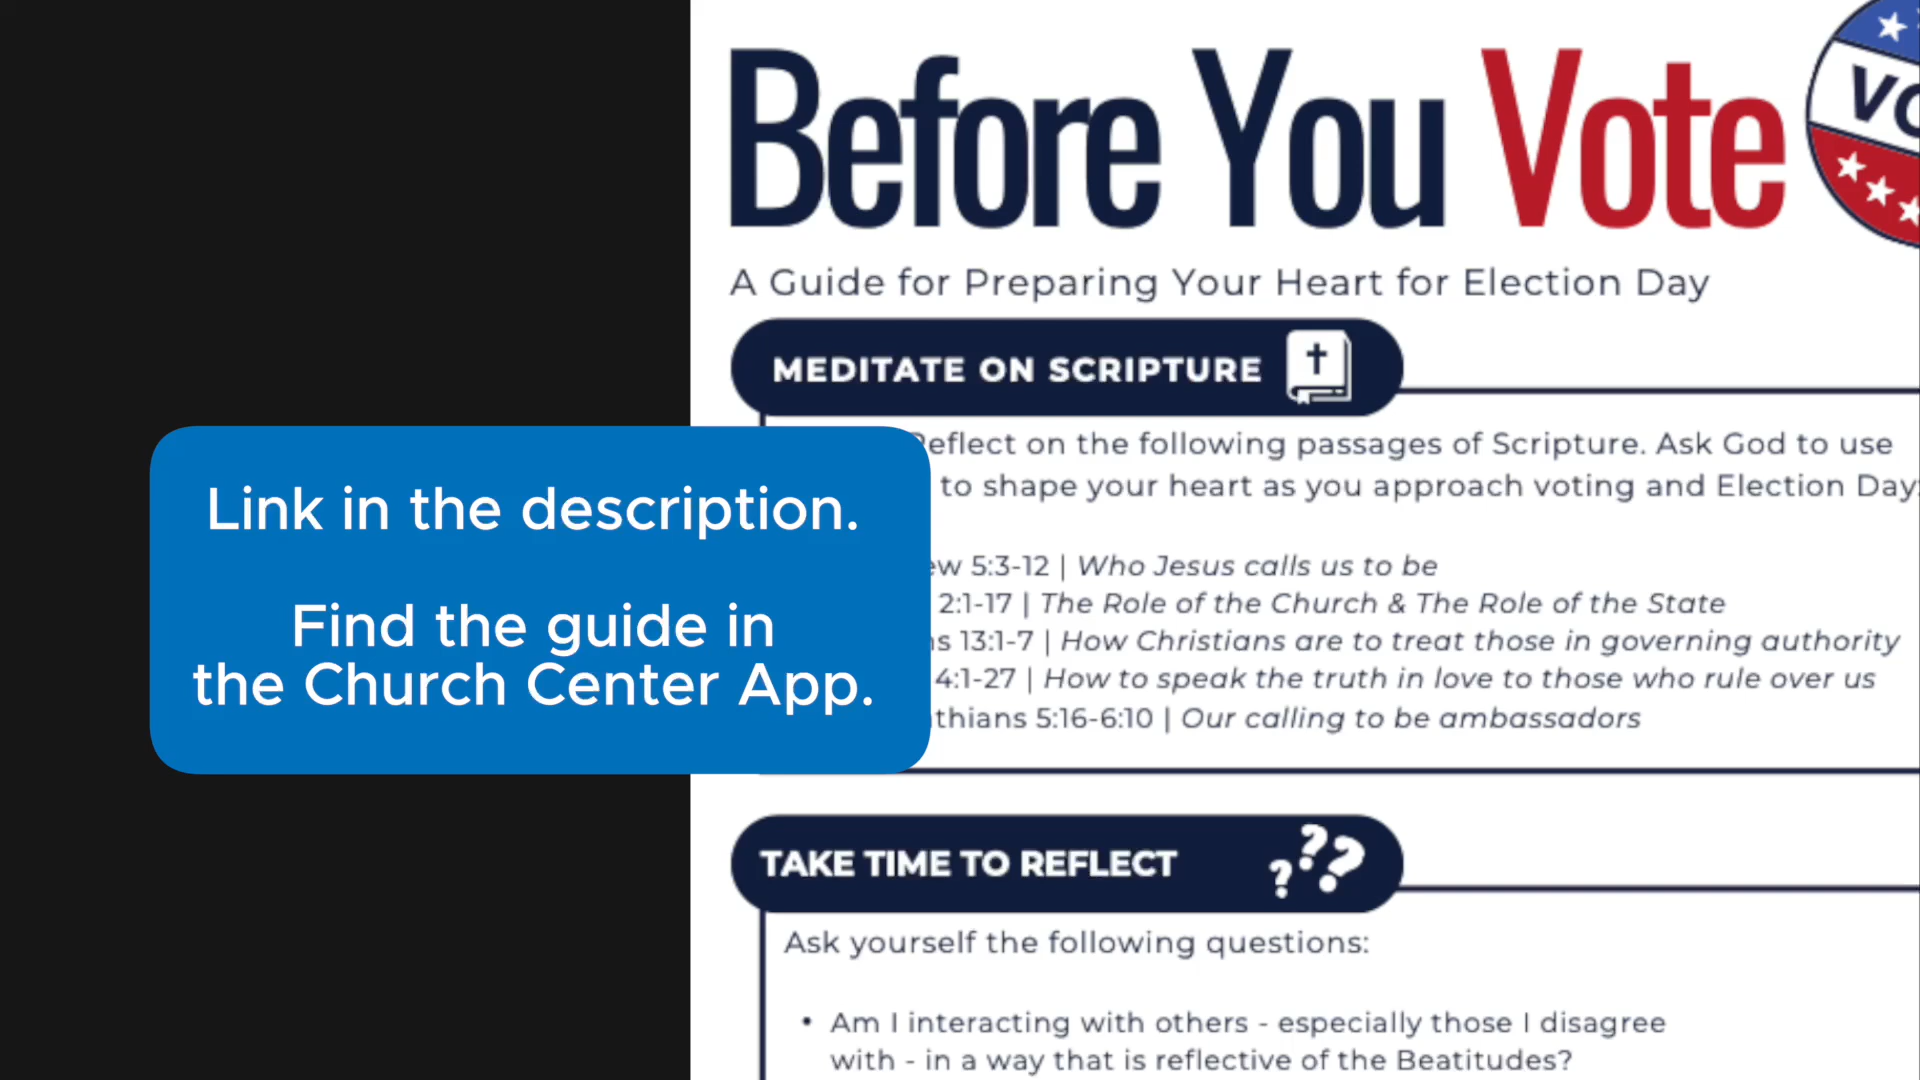 Before You Vote
A Guide for Preparing Your Heart for Election Day
MEDITATE ON SCRIPTURE
Reflect on the following passages of Scripture. Ask God to use
to shape your heart as you approach voting and Election Day:
5:3-12 | Who Jesus calls us to be
2:1-17 | The Role of the Church & The Role of the State
13:1-7 | How Christians are to treat those in governing authority
4:1-27 | How to speak the truth in love to those who rule over us
5:16-6:10 | Our calling to be ambassadors
Link in the description.
Find the guide in
the Church Center App.
TAKE TIME TO REFLECT
???
Ask yourself the following questions:
• Am I interacting with others - especially those I disagree
with - in a way that is reflective of the Beatitudes?